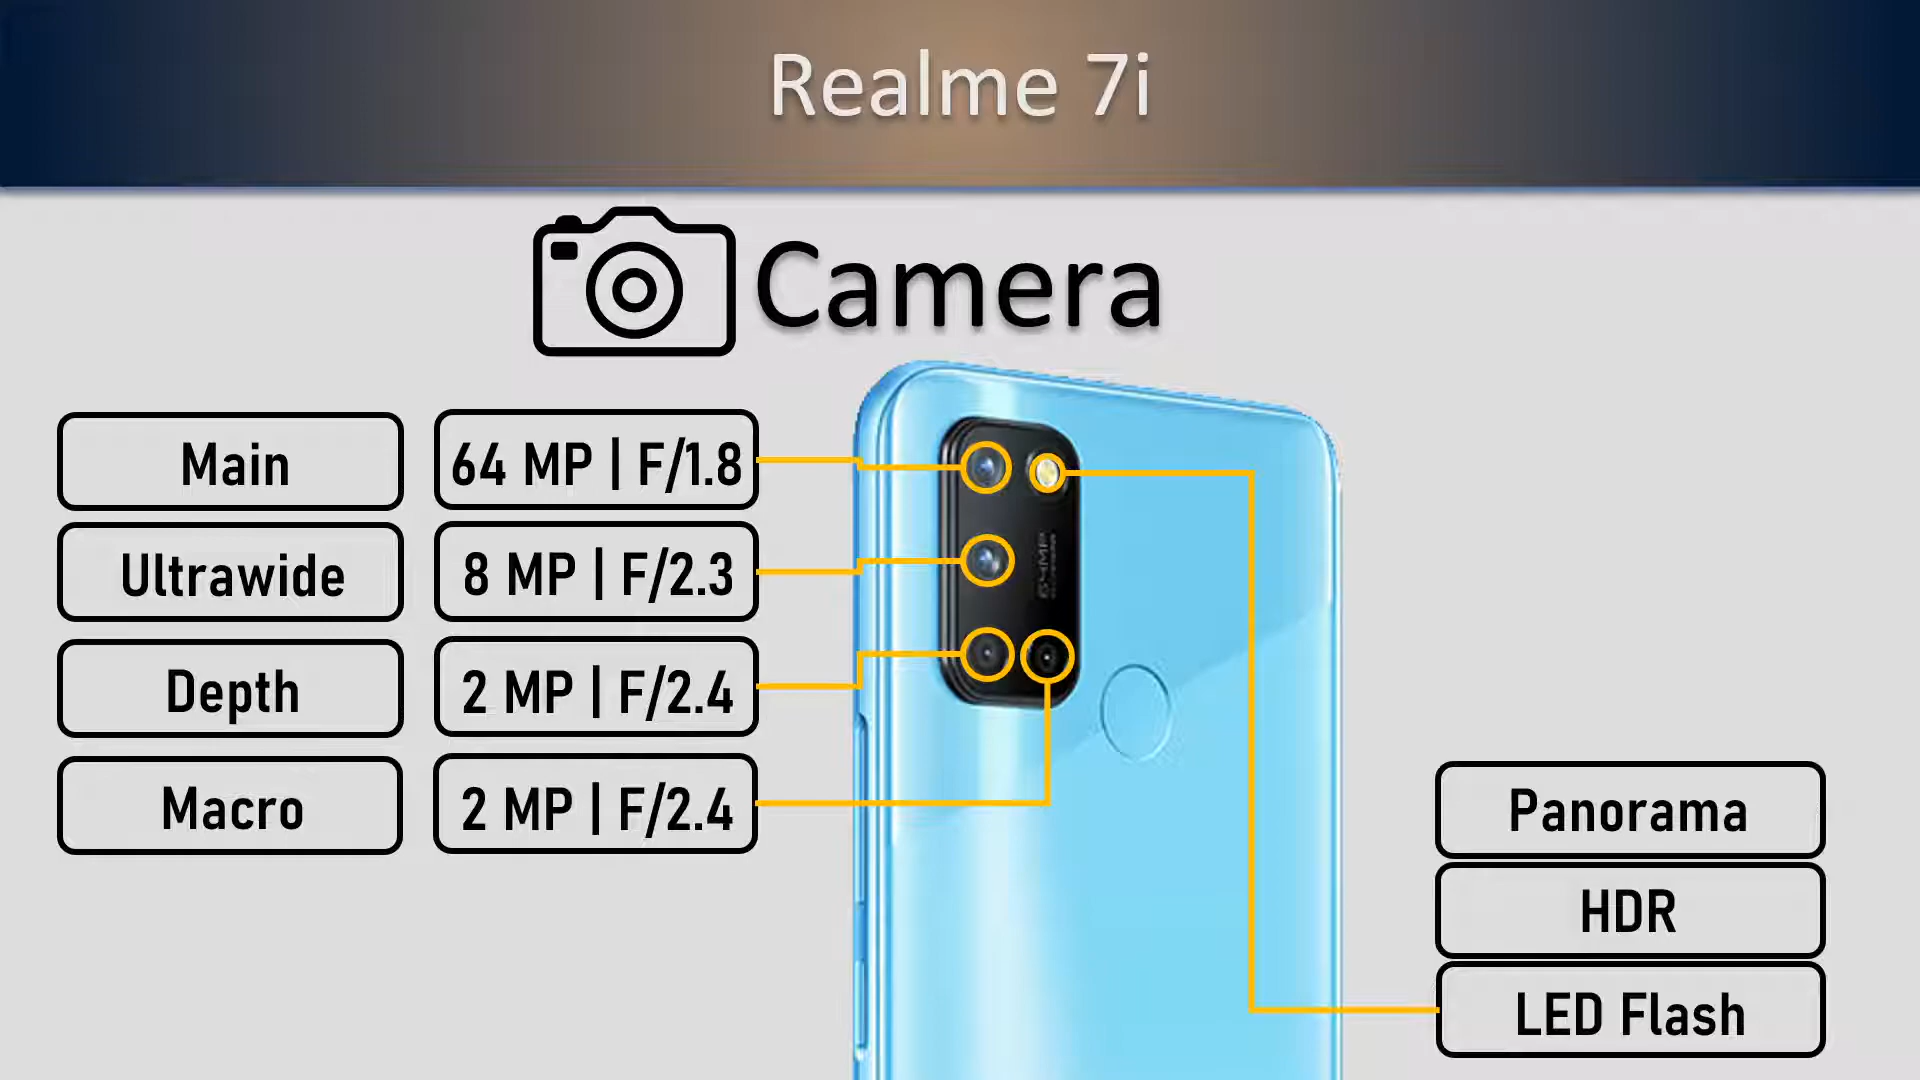 Realme 7i
Camera
Main
64 MP | F/1.8
Ultrawide
8 MP | F/2.3
Depth
2 MP | F/2.4
Macro
2 MP | F/2.4
64MP
Panorama
HDR
LED Flash